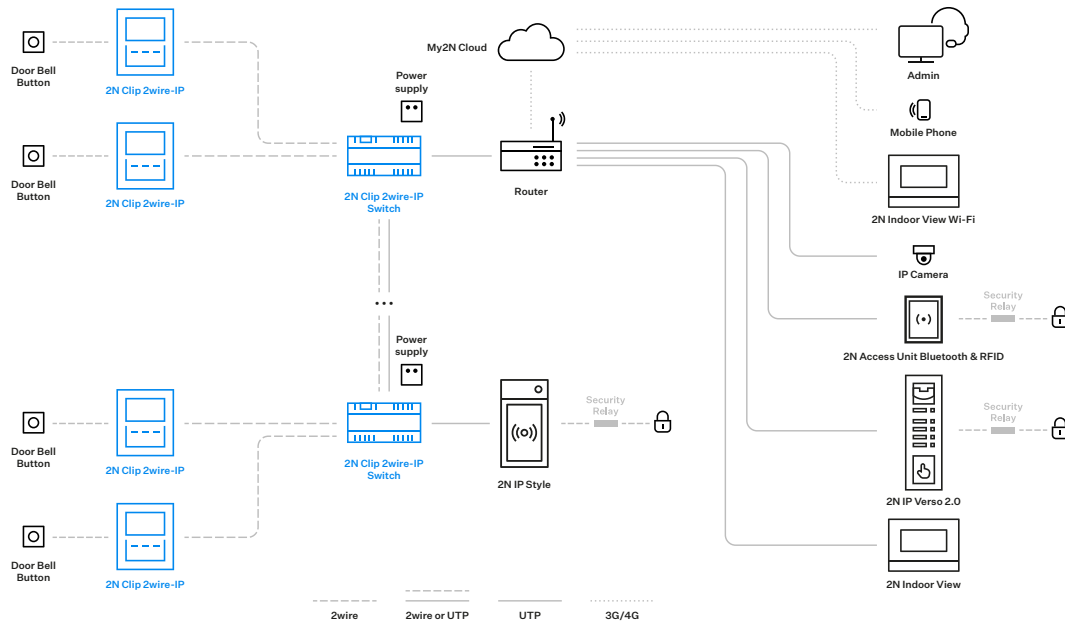 My2N Cloud
Door Bell
Button
2N Clip 2wire-IP
Power
supply
Admin
Mobile Phone
Door Bell
Button
2N Clip 2wire-IP
2N Clip 2wire-IP
Switch
Router
2N Indoor View Wi-Fi
IP Camera
Security
Relay
2N Access Unit Bluetooth & RFID
Power
supply
Door Bell
Button
2N Clip 2wire-IP
2N Clip 2wire-IP
Switch
2N IP Style
Security
Relay
Security
Relay
2N IP Verso 2.0
Door Bell
Button
2N Clip 2wire-IP
2N Indoor View
2wire
2wire or UTP
UTP
3G/4G